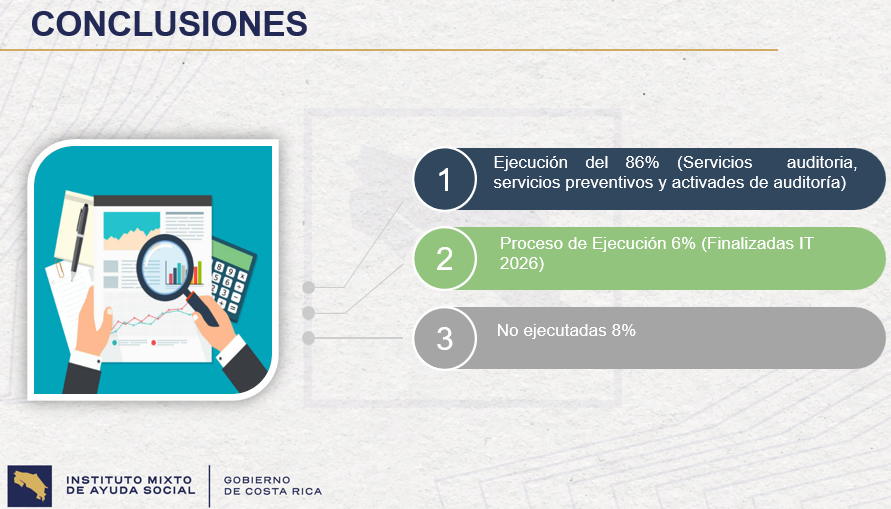 CONCLUSIONES
1
Ejecución del 86% (Servicios auditoria,
servicios preventivos y activades de auditoría)
2
Proceso de Ejecución 6% (Finalizadas IT
2026)
3
No ejecutadas 8%
INSTITUTO MIXTO
DE AYUDA SOCIAL
GOBIERNO
DE COSTA RICA